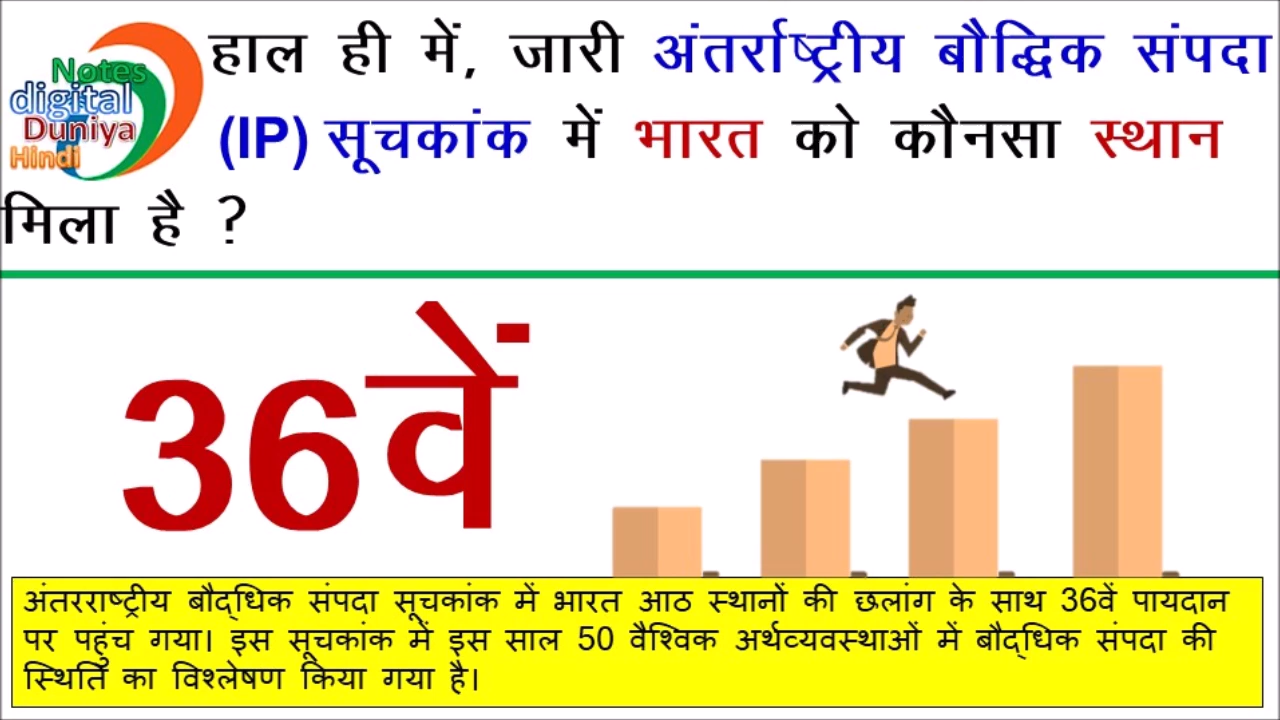 Notes
digital
Duniya
Hindi
हाल ही में, जारी अंतर्राष्ट्रीय बौद्धिक संपदा
(IP) सूचकांक में भारत को कौनसा स्थान
मिला है ?
36वें
अंतरराष्ट्रीय बौद्धिक संपदा सूचकांक में भारत आठ स्थानों की छलांग के साथ 36वें पायदान
पर पहुंच गया। इस सूचकांक में इस साल 50 वैश्विक अर्थव्यवस्थाओं में बौद्धिक संपदा की
स्थिति का विश्लेषण किया गया है।